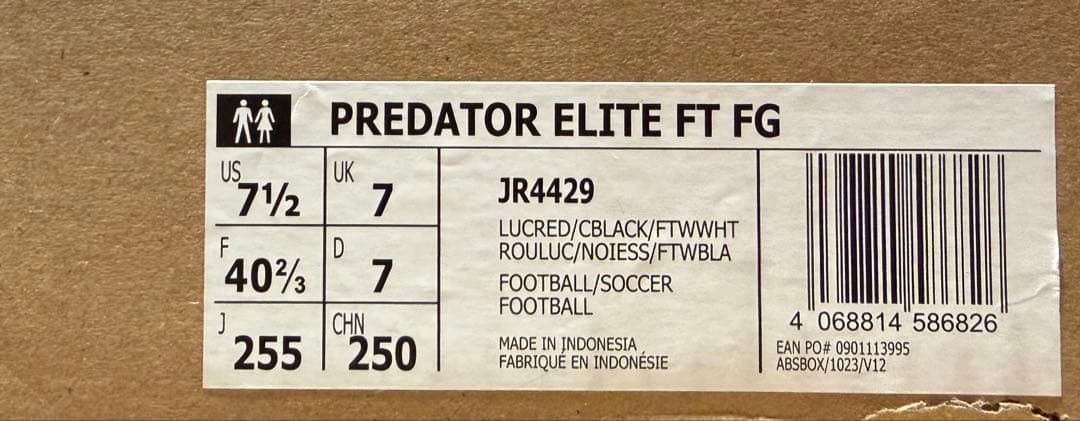 PREDATOR ELITE FT FG
US 7½
UK 7
F 40⅔
D 7
J 255
CHN 250
JR4429
LUCRED/CBLACK/FTWWHT
ROULUC/NOIESS/FTWBLA
FOOTBALL/SOCCER
FOOTBALL
MADE IN INDONESIA
FABRIQUÉ EN INDONÉSIE
4 068814 586826
EAN PO# 0901113995
ABSBOX/1023/V12